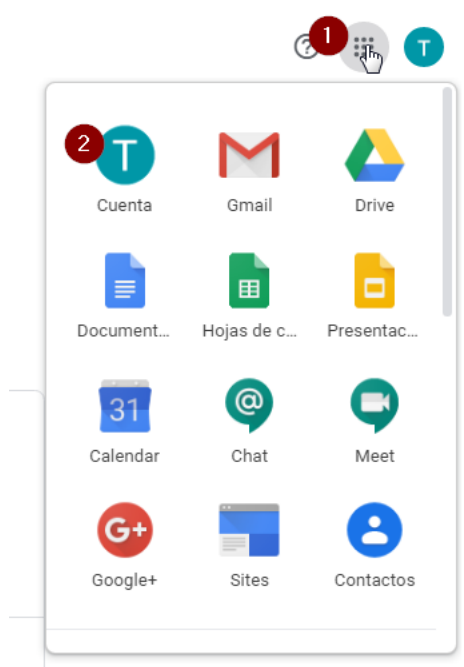 ? 1 T
2 T
Cuenta Gmail Drive
Document... Hojas de c... Presentac...
31 @
Calendar Chat Meet
G+
Google+ Sites Contactos